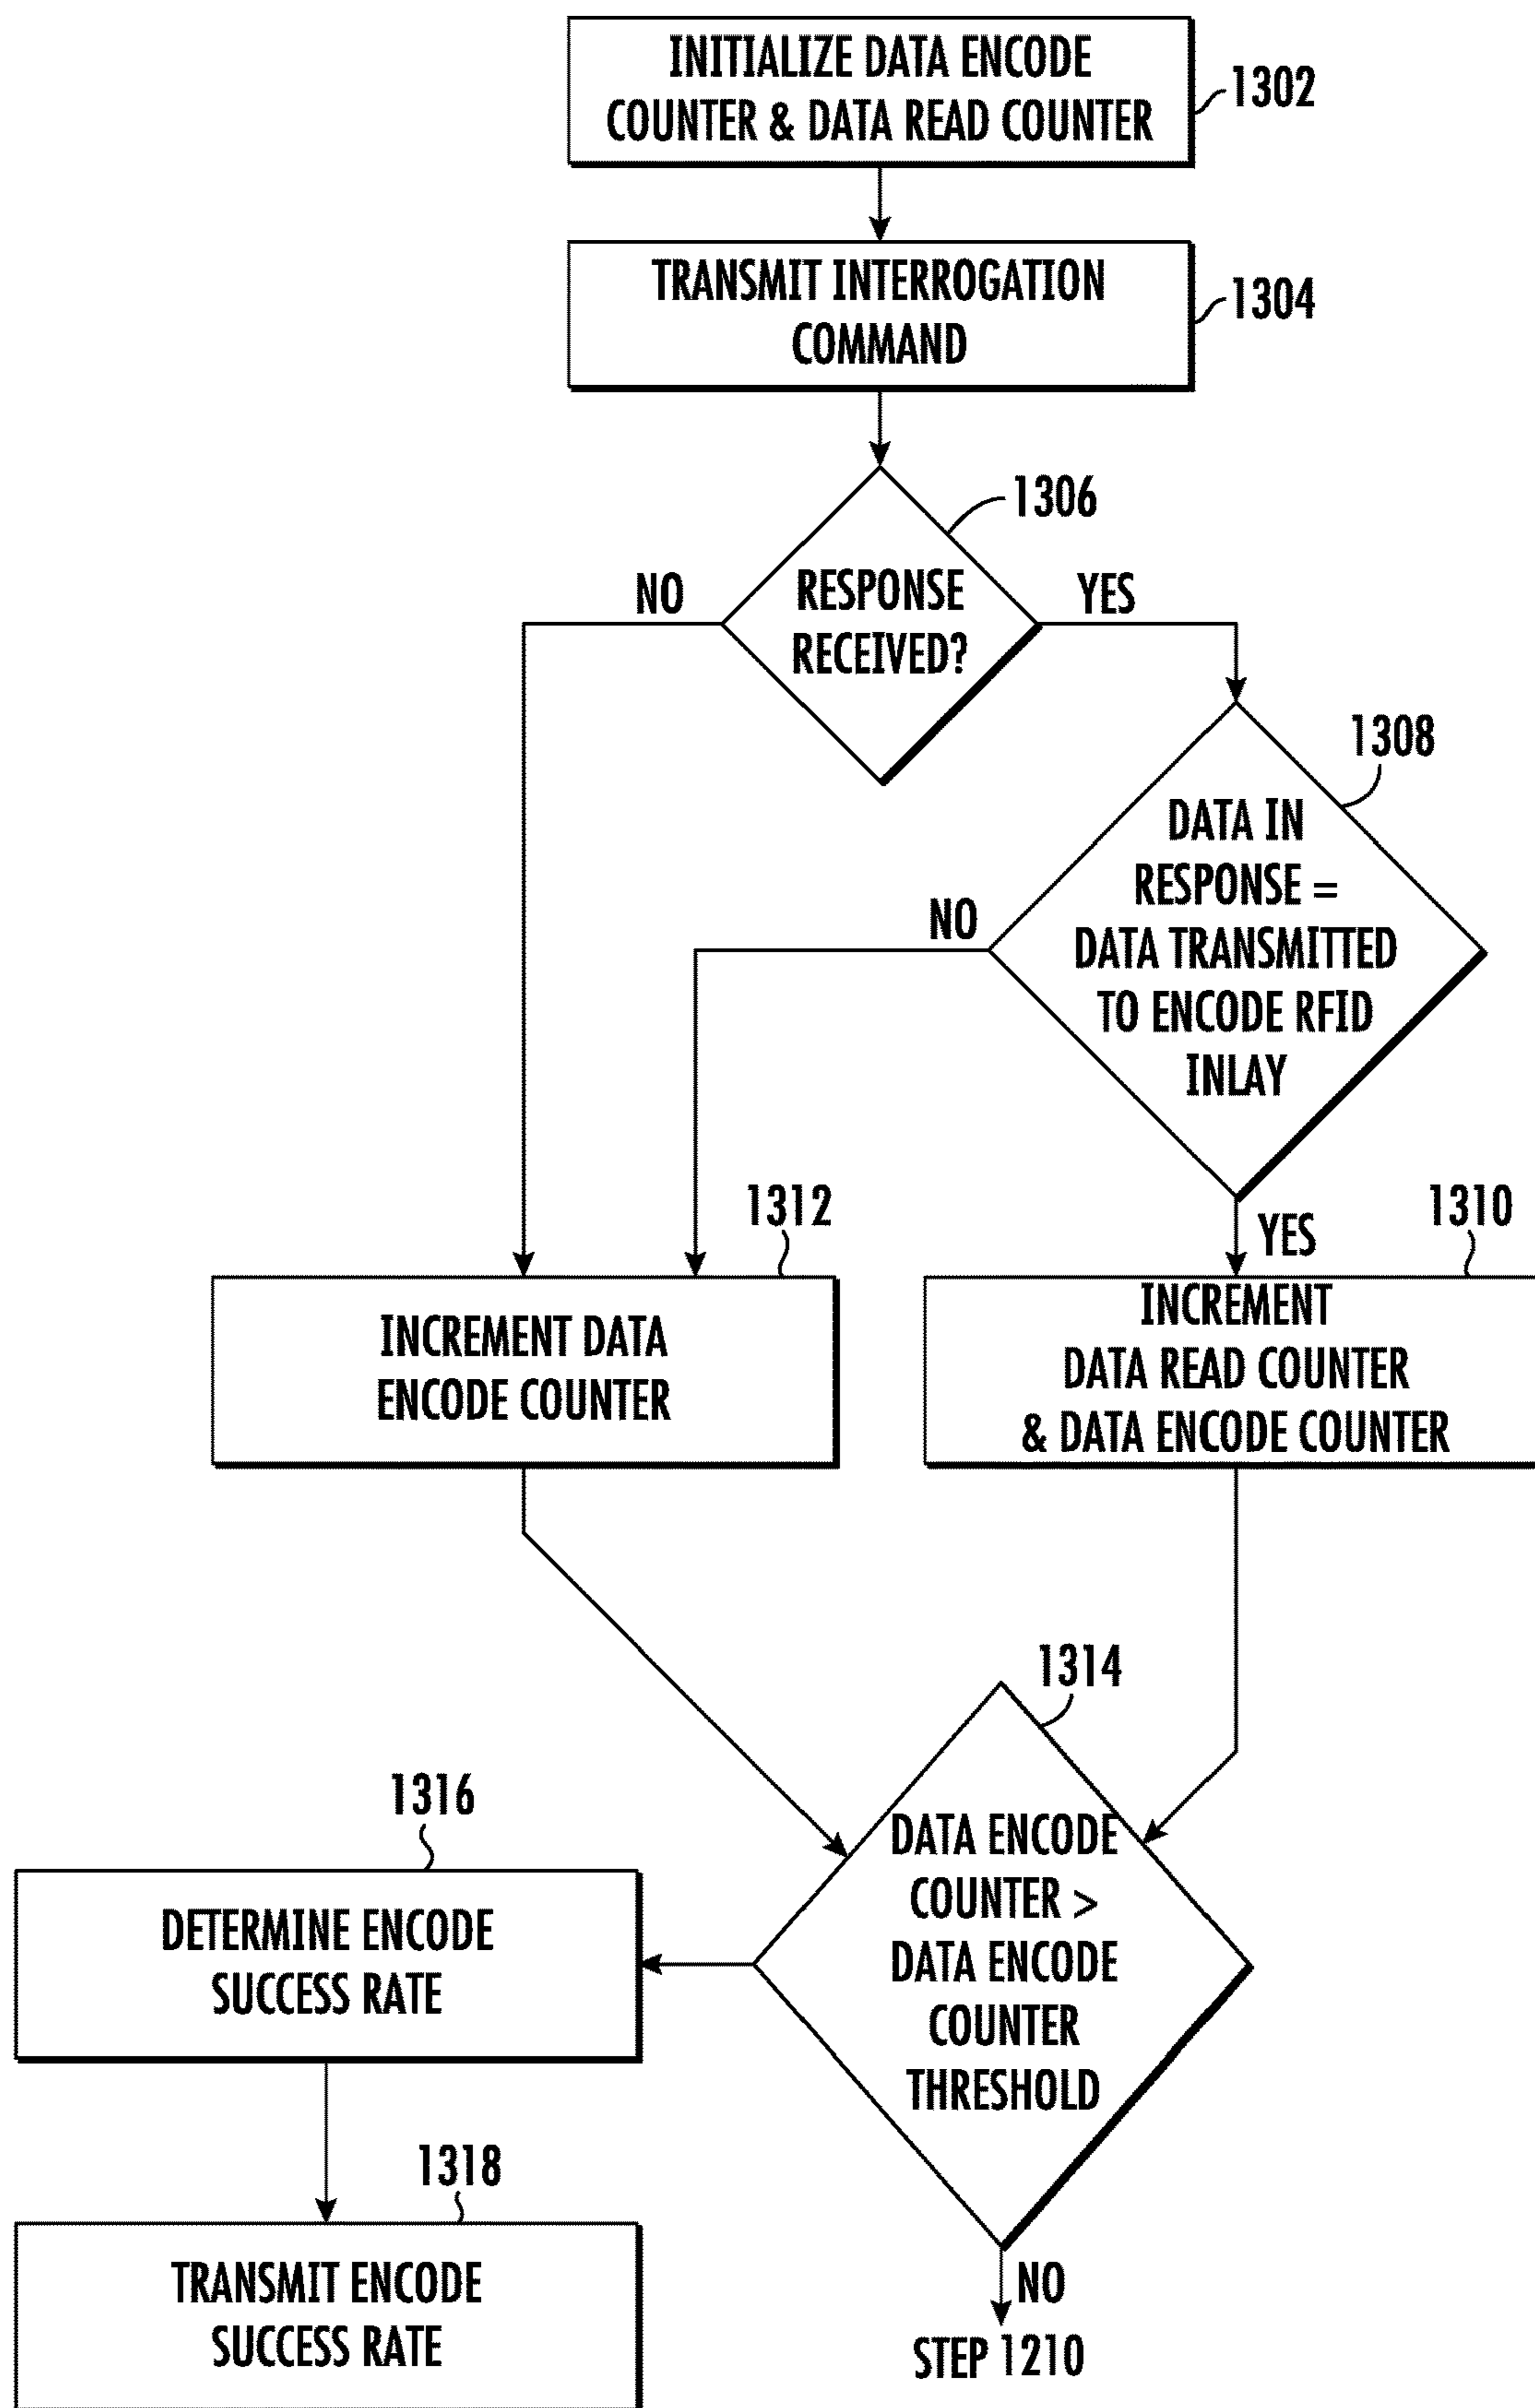 INITIALIZE DATA ENCODE
COUNTER & DATA READ COUNTER
1302
TRANSMIT INTERROGATION
COMMAND
1304
1306
RESPONSE
RECEIVED?
NO
YES
1308
DATA IN
RESPONSE =
DATA TRANSMITTED
TO ENCODE RFID
INLAY
NO
YES
1312
INCREMENT DATA
ENCODE COUNTER
1310
INCREMENT
DATA READ COUNTER
& DATA ENCODE COUNTER
1314
DATA ENCODE
COUNTER >
DATA ENCODE
COUNTER
THRESHOLD
1316
DETERMINE ENCODE
SUCCESS RATE
1318
TRANSMIT ENCODE
SUCCESS RATE
NO
STEP 1210